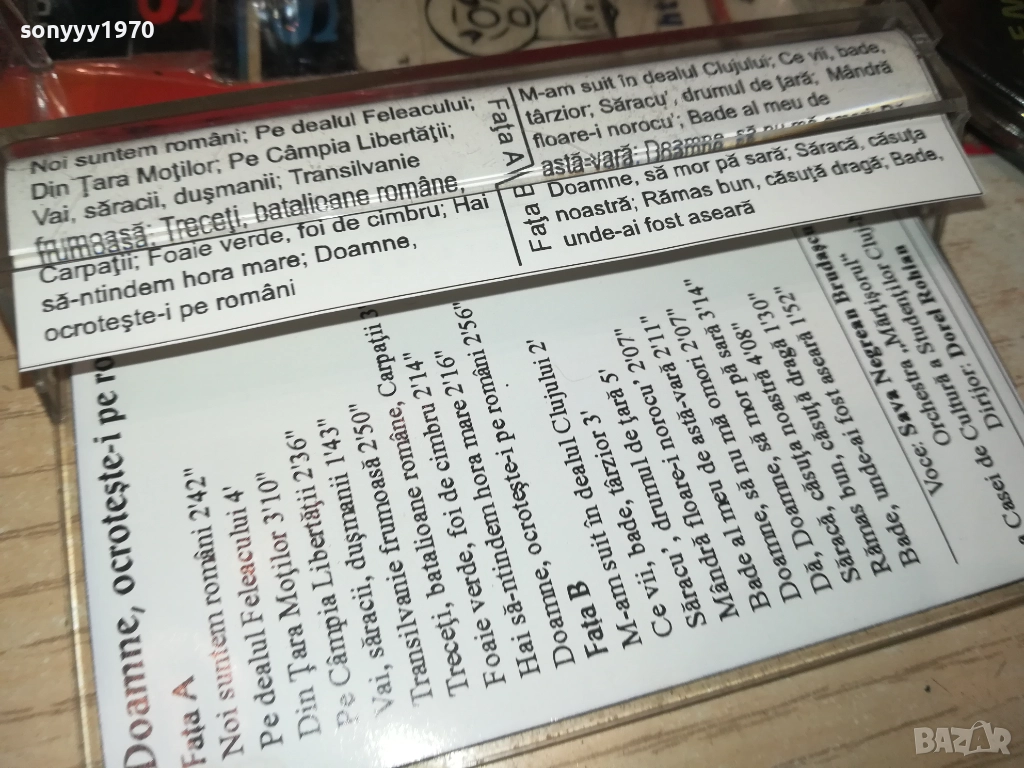 sonyyy1970
Noi suntem români; Pe dealul Feleacului;
Din Ţara Moţilor; Pe Câmpia Libertăţii;
Vai, săracii, duşmanii; Transilvanie
frumoasă; Treceţi, batalioane române,
Carpaţii; Foaie verde, foi de cimbru; Hai
să-ntindem hora mare; Doamne,
ocroteşte-i pe români
Faţa A
M-am suit în dealul Clujului; Ce vii, bade,
târzior; Săracu', drumul de ţară; Mândră
floare-i norocu'; Bade al meu de
astă-vară; Doamne, să nu mă
Faţa B
Doamne, să mor pă sară; Săracă, căsuţa
noastră; Rămas bun, căsuţă dragă; Bade,
unde-ai fost aseară
Doamne, ocroteşte-i pe ro
Faţa A
Noi suntem români 2'42"
Pe dealul Feleacului 4'
Din Ţara Moţilor 3'10"
Pe Câmpia Libertăţii 2'36"
Vai, săracii, duşmanii 1'43"
Transilvanie frumoasă 2'50"
Treceţi, batalioane române, Carpaţii 3
Foaie verde, foi de cimbru 2'14"
Hai să-ntindem hora mare 2'16"
Doamne, ocroteşte-i pe români 2'56"
Faţa B
M-am suit în dealul Clujului 2'
Ce vii, bade, târzior 3'
Săracu', drumul de ţară 5'
Mândră floare-i norocu', 2'07"
Bade al meu de astă-vară 2'11"
Doamne, să nu mă omori 2'07"
Doamne, să mor pă sară 3'14"
Dă, Doamne, căsuţa noastră 4'08"
Săracă, căsuţă dragă 1'30"
Rămas bun, căsuţă dragă 1'52"
Bade, unde-ai fost aseară
Voce: Sava Negrean Brudaşcu
Orchestra „Mărţişorul"
a Casei de Cultură a Studenţilor Cluj
Dirijor: Dorel Rohian
BAZAR